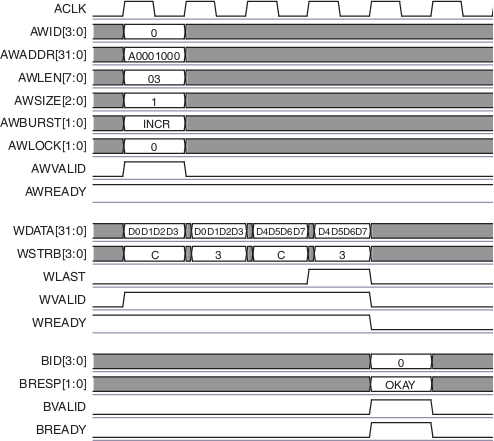 ACLK
AWID[3:0] 0
AWADDR[31:0] A0001000
AWLEN[7:0] 03
AWSIZE[2:0] 1
AWBURST[1:0] INCR
AWLOCK[1:0] 0
AWVALID
AWREADY
WDATA[31:0] D0D1D2D3 D0D1D2D3 D4D5D6D7 D4D5D6D7
WSTRB[3:0] C 3 C 3
WLAST
WVALID
WREADY
BID[3:0] 0
BRESP[1:0] OKAY
BVALID
BREADY